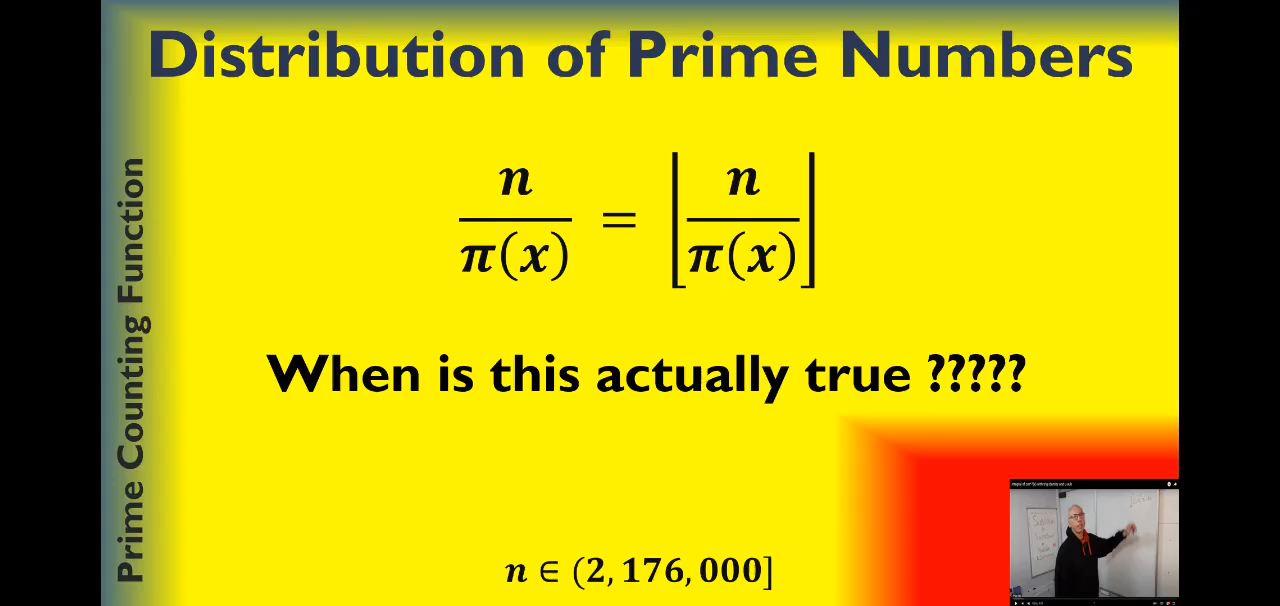 Distribution of Prime Numbers
Prime Counting Function
n/π(x) = ⌊n/π(x)⌋
When is this actually true ?????
n ∈ (2, 176, 000]